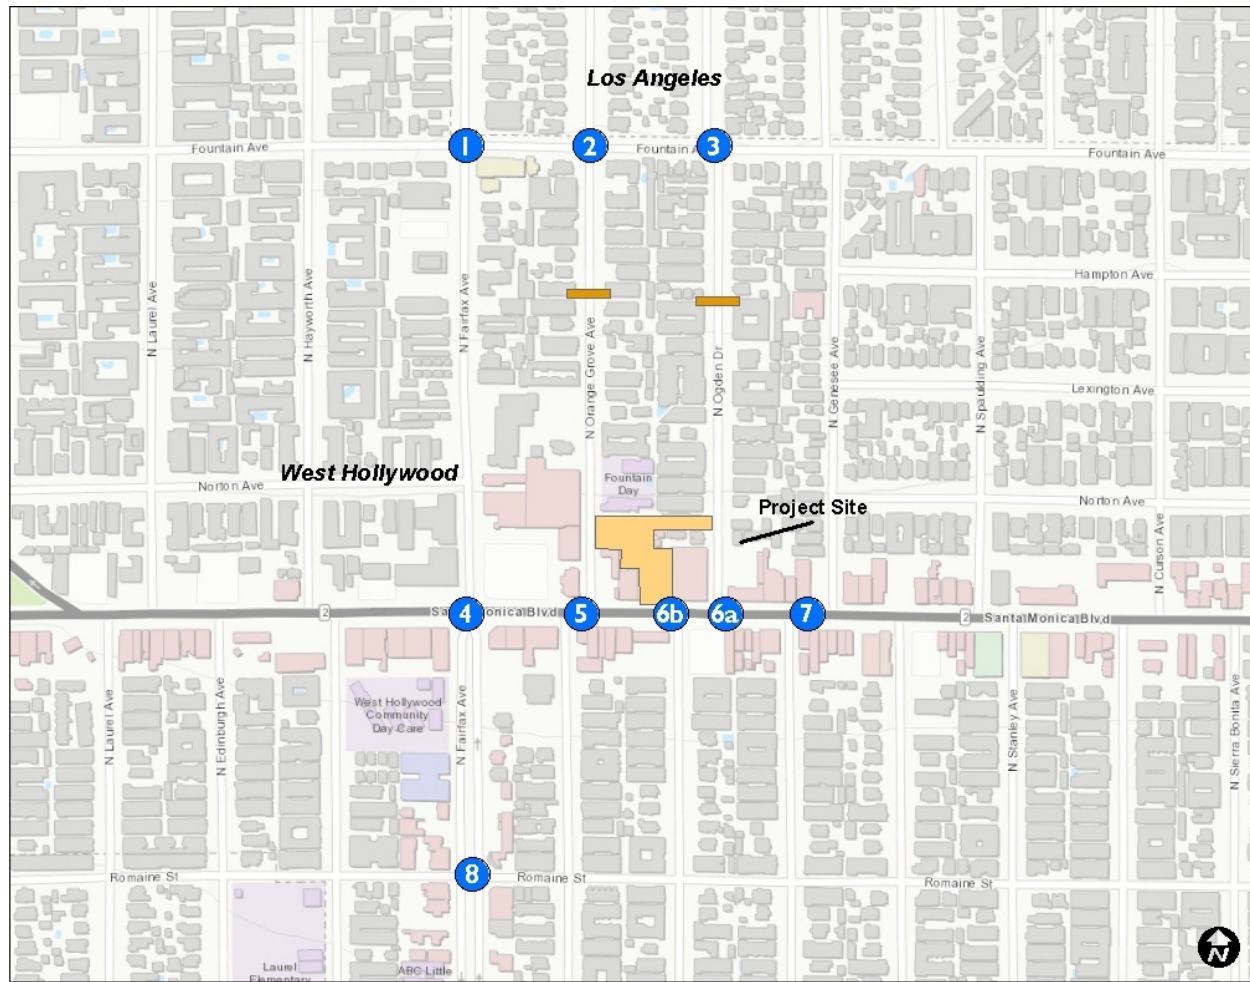 Los Angeles
1
2
3
Fountain Ave
Fountain A
Fountain Ave
Hampton Ave
N Laurel Ave
N Hayworth Ave
N Fairfax Ave
N Orange Grove Ave
N Ogden Dr
N Genesee Ave
N Spaulding Ave
Lexington Ave
West Hollywood
Norton Ave
Fountain
Day
Project Site
Norton Ave
N Curson Ave
2
4
Sa
onica Blvd
5
6b
6a
7
2
Santa Monica Blvd
N Laurel Ave
N Edinburgh Ave
West Hollywood
Community
Day Care
N Fairfax Ave
N Stanley Ave
N Sierra Bonita Ave
8
Romaine St
Romaine St
Romaine St
Laurel
Elementary
ABC Little
N